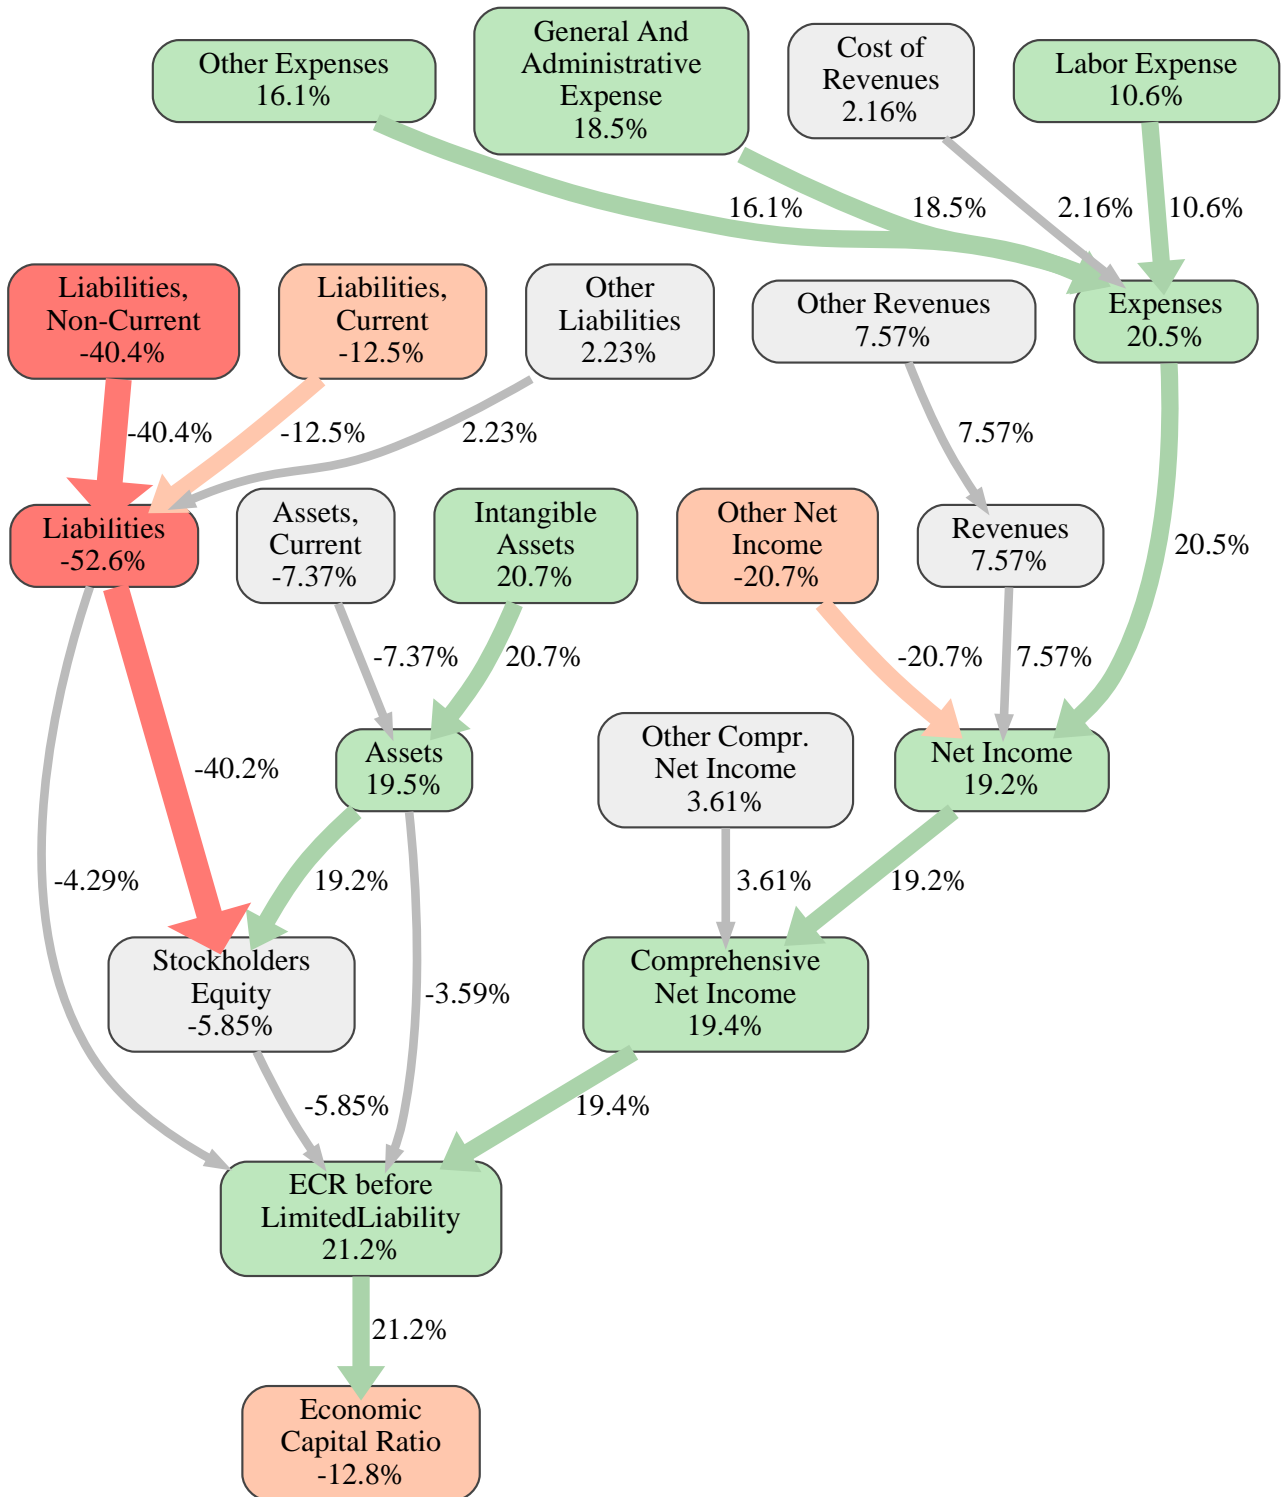 Other Expenses
16.1%
General And
Administrative
Expense
18.5%
Cost of
Revenues
2.16%
Labor Expense
10.6%
16.1%
18.5%
2.16%
10.6%
Liabilities,
Non-Current
-40.4%
Liabilities,
Current
-12.5%
Other
Liabilities
2.23%
Other Revenues
7.57%
Expenses
20.5%
-40.4%
-12.5%
2.23%
7.57%
Liabilities
-52.6%
Assets,
Current
-7.37%
Intangible
Assets
20.7%
Other Net
Income
-20.7%
Revenues
7.57%
20.5%
-7.37%
20.7%
-20.7%
7.57%
-40.2%
Assets
19.5%
Other Compr.
Net Income
3.61%
Net Income
19.2%
-4.29%
19.2%
3.61%
19.2%
Stockholders
Equity
-5.85%
-3.59%
Comprehensive
Net Income
19.4%
-5.85%
19.4%
ECR before
LimitedLiability
21.2%
21.2%
Economic
Capital Ratio
-12.8%